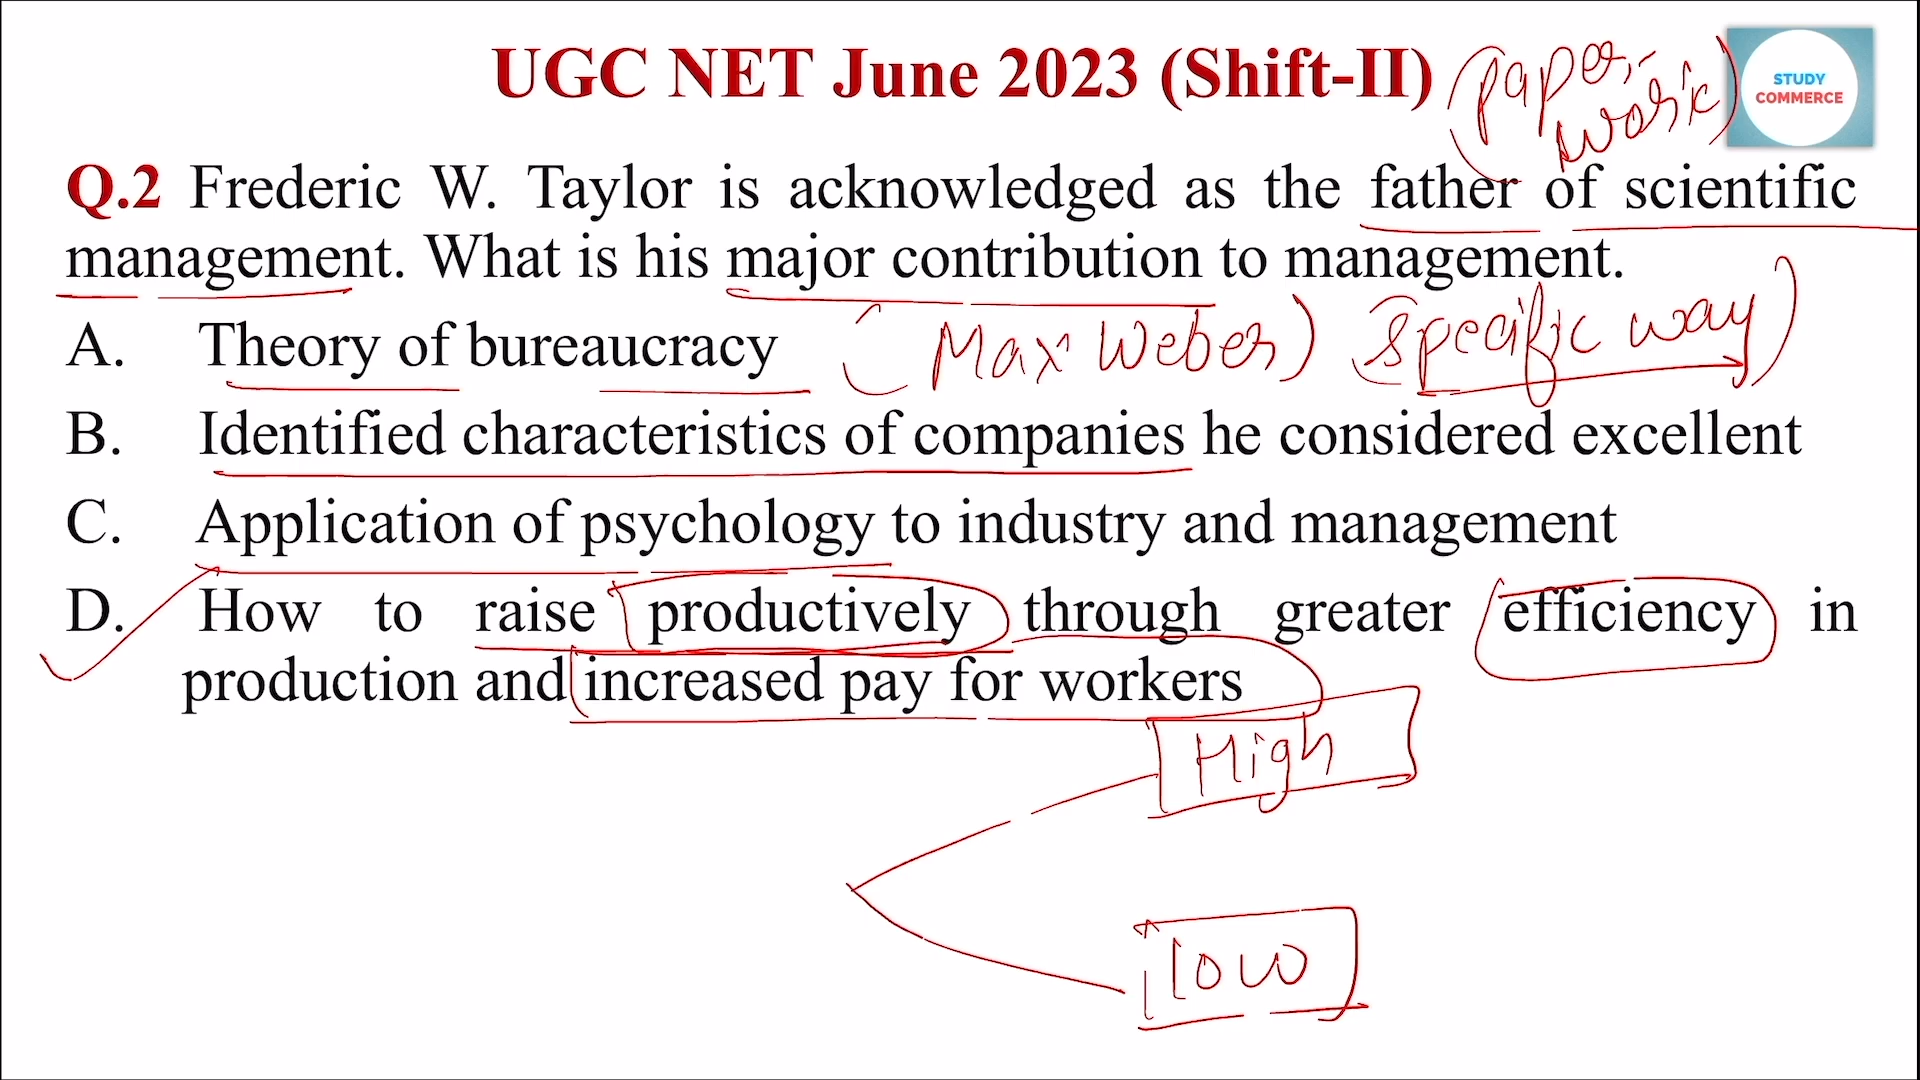 UGC NET June 2023 (Shift-II)
(Paper-
work)
STUDY
COMMERCE
Q.2 Frederic W. Taylor is acknowledged as the father of scientific
management. What is his major contribution to management.
A. Theory of bureaucracy (Max Weber) (Specific way)
B. Identified characteristics of companies he considered excellent
C. Application of psychology to industry and management
D. How to raise productively through greater efficiency in
production and increased pay for workers
High
low